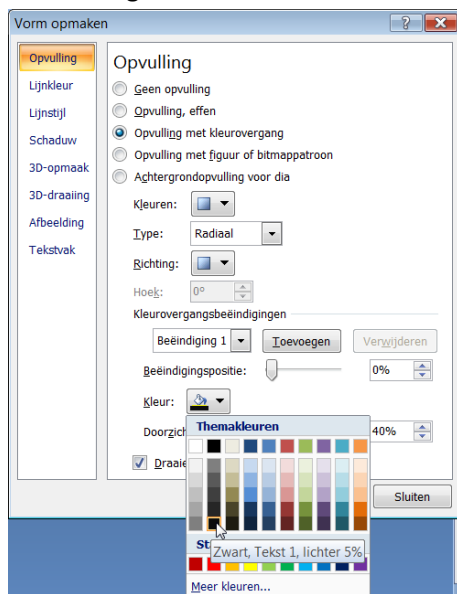 Vorm opmaken
Opvulling
Lijnkleur
Lijnstijl
Schaduw
3D-opmaak
3D-draaiing
Afbeelding
Tekstvak
Opvulling
Geen opvulling
Opvulling, effen
Opvulling met kleurovergang
Opvulling met figuur of bitmappatroon
Achtergrondopvulling voor dia
Kleuren:
Type: Radiaal
Richting:
Hoek: 0°
Kleurovergangsbeëindigingen
Beëindiging 1 Toevoegen Verwijderen
Beëindigingspositie: 0%
Kleur:
Themakleuren
Doorzich 40%
Draaie
Sluiten
St
Zwart, Tekst 1, lichter 5%
Meer kleuren...